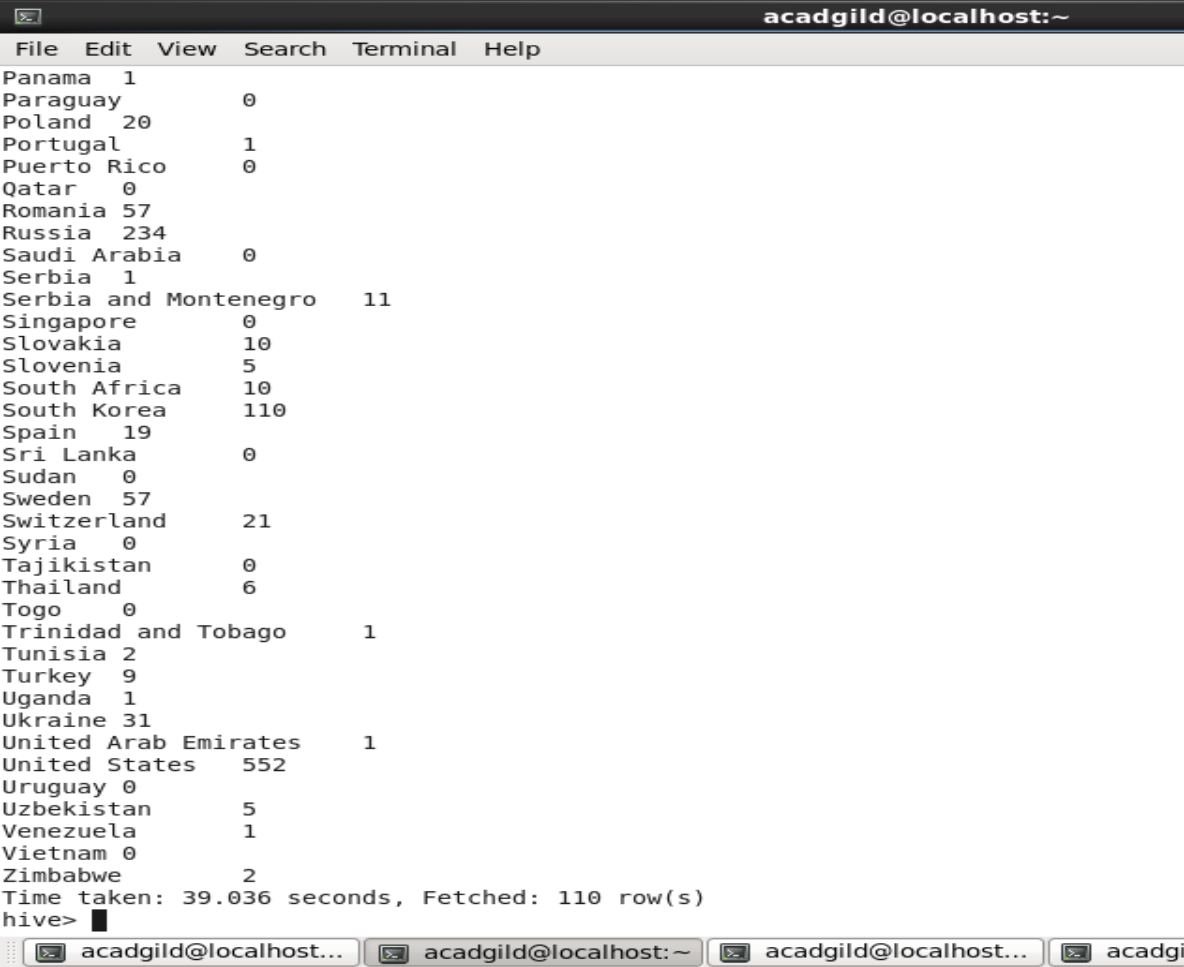 acadgild@localhost:~
File Edit View Search Terminal Help
Panama 1
Paraguay 0
Poland 20
Portugal 1
Puerto Rico 0
Qatar 0
Romania 57
Russia 234
Saudi Arabia 0
Serbia 1
Serbia and Montenegro 11
Singapore 0
Slovakia 10
Slovenia 5
South Africa 10
South Korea 110
Spain 19
Sri Lanka 0
Sudan 0
Sweden 57
Switzerland 21
Syria 0
Tajikistan 0
Thailand 6
Togo 0
Trinidad and Tobago 1
Tunisia 2
Turkey 9
Uganda 1
Ukraine 31
United Arab Emirates 1
United States 552
Uruguay 0
Uzbekistan 5
Venezuela 1
Vietnam 0
Zimbabwe 2
Time taken: 39.036 seconds, Fetched: 110 row(s)
hive>
acadgild@localhost... acadgild@localhost:~ acadgild@localhost... acadgi